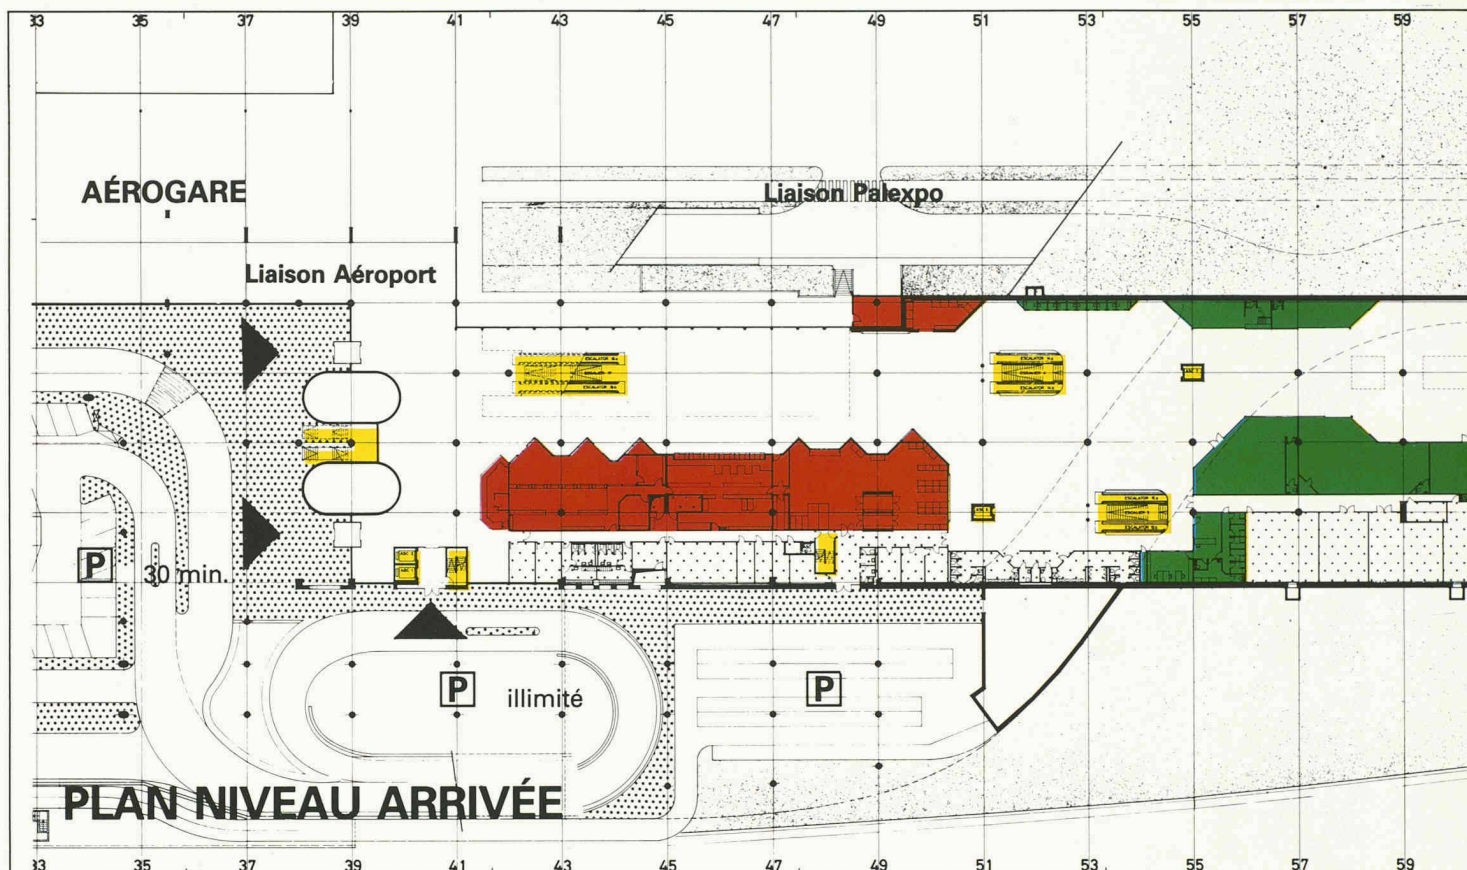 33 35 37 39 41 43 45 47 49 51 53 55 57 59
AÉROGARE
Liaison Palexpo
Liaison Aéroport
P
30 min.
P
illimité
P
PLAN NIVEAU ARRIVÉE
33 35 37 39 41 43 45 47 49 51 53 55 57 59